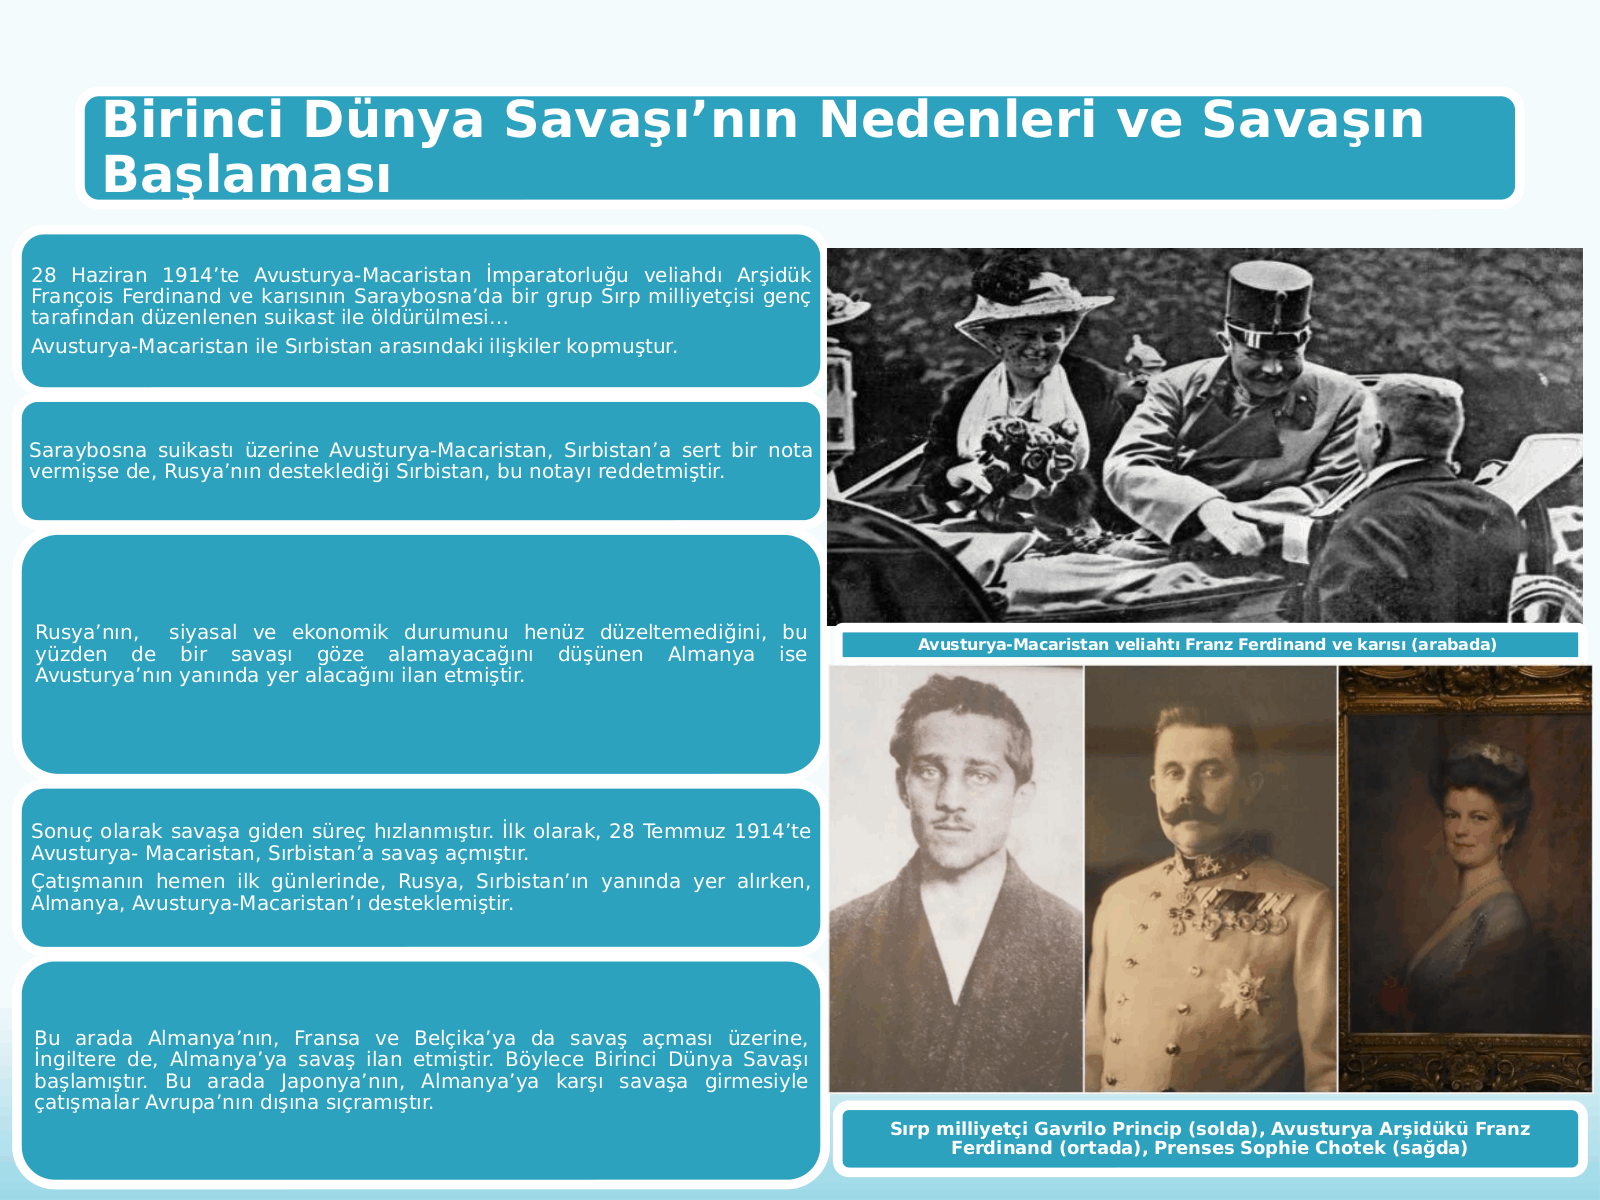 Birinci Dünya Savaşı’nın Nedenleri ve Savaşın
Başlaması
28 Haziran 1914’te Avusturya-Macaristan İmparatorluğu veliahdı Arşidük
François Ferdinand ve karısının Saraybosna’da bir grup Sırp milliyetçisi genç
tarafından düzenlenen suikast ile öldürülmesi…
Avusturya-Macaristan ile Sırbistan arasındaki ilişkiler kopmuştur.
Saraybosna suikastı üzerine Avusturya-Macaristan, Sırbistan’a sert bir nota
vermişse de, Rusya’nın desteklediği Sırbistan, bu notayı reddetmiştir.
Rusya’nın, siyasal ve ekonomik durumunu henüz düzeltemediğini, bu
yüzden de bir savaşı göze alamayacağını düşünen Almanya ise
Avusturya’nın yanında yer alacağını ilan etmiştir.
Sonuç olarak savaşa giden süreç hızlanmıştır. İlk olarak, 28 Temmuz 1914’te
Avusturya- Macaristan, Sırbistan’a savaş açmıştır.
Çatışmanın hemen ilk günlerinde, Rusya, Sırbistan’ın yanında yer alırken,
Almanya, Avusturya-Macaristan’ı desteklemiştir.
Bu arada Almanya’nın, Fransa ve Belçika’ya da savaş açması üzerine,
İngiltere de, Almanya’ya savaş ilan etmiştir. Böylece Birinci Dünya Savaşı
başlamıştır. Bu arada Japonya’nın, Almanya’ya karşı savaşa girmesiyle
çatışmalar Avrupa’nın dışına sıçramıştır.
Avusturya-Macaristan veliahtı Franz Ferdinand ve karısı (arabada)
Sırp milliyetçi Gavrilo Princip (solda), Avusturya Arşidükü Franz
Ferdinand (ortada), Prenses Sophie Chotek (sağda)